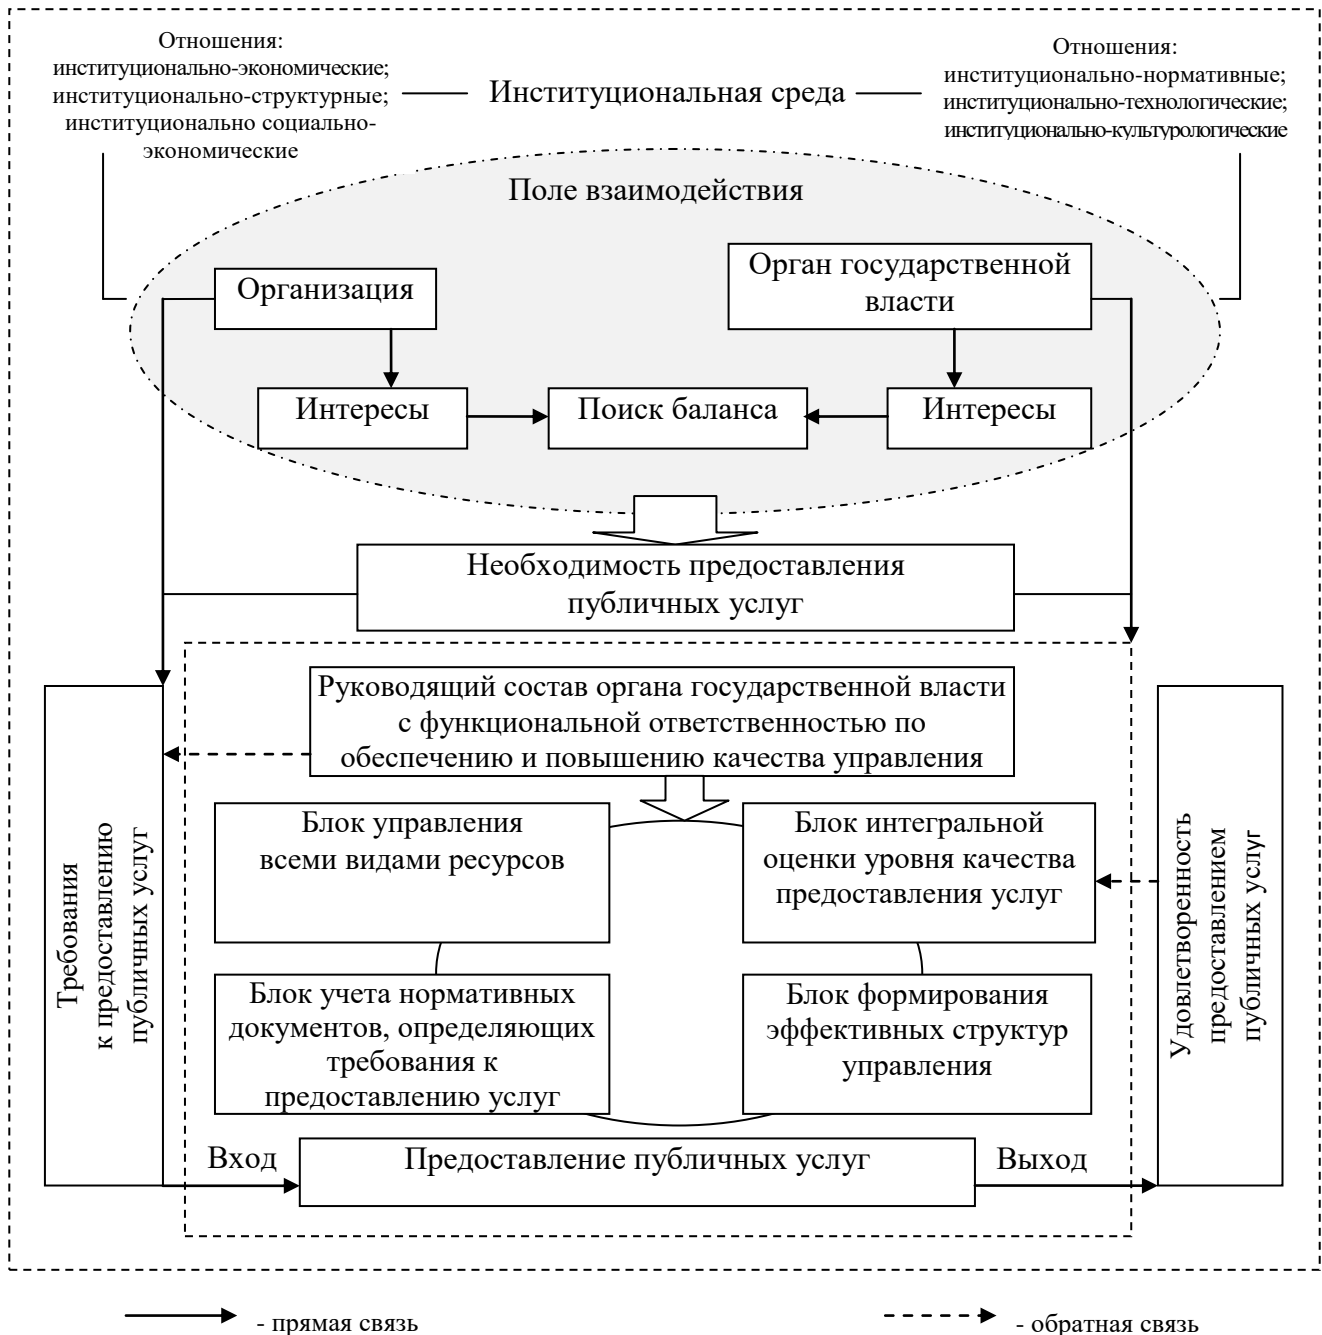 Отношения:
институционально-экономические;
институционально-структурные;
институционально социально-
экономические
Институциональная среда
Отношения:
институционально-нормативные;
институционально-технологические;
институционально-культурологические
Поле взаимодействия
Организация
Орган государственной
власти
Интересы
Поиск баланса
Интересы
Необходимость предоставления
публичных услуг
Руководящий состав органа государственной власти
с функциональной ответственностью по
обеспечению и повышению качества управления
Требования
к предоставлению
публичных услуг
Блок управления
всеми видами ресурсов
Блок интегральной
оценки уровня качества
предоставления услуг
Удовлетворенность
предоставлением
публичных услуг
Блок учета нормативных
документов, определяющих
требования к
предоставлению услуг
Блок формирования
эффективных структур
управления
Вход
Предоставление публичных услуг
Выход
- прямая связь
- обратная связь